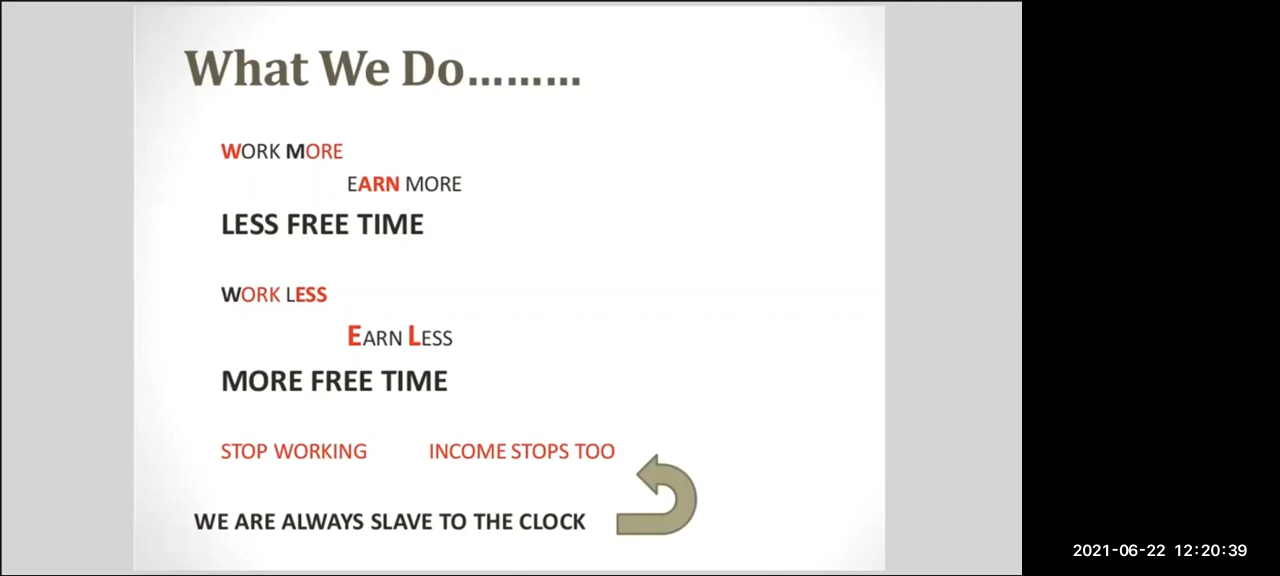 What We Do.........
WORK MORE
EARN MORE
LESS FREE TIME
WORK LESS
EARN LESS
MORE FREE TIME
STOP WORKING INCOME STOPS TOO
WE ARE ALWAYS SLAVE TO THE CLOCK
2021-06-22 12:20:39